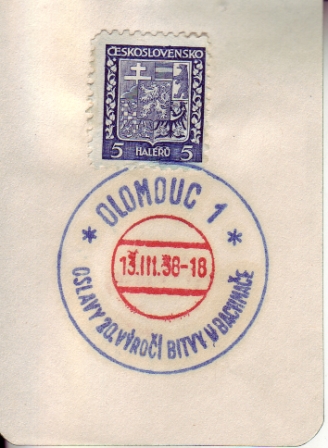 ČESKOSLOVENSKO
5 HALÉŘŮ 5
* OLOMOUC 1 *
13.III.38-18
OSLAVY 20. VÝROČÍ BITVY U BACHMAČE